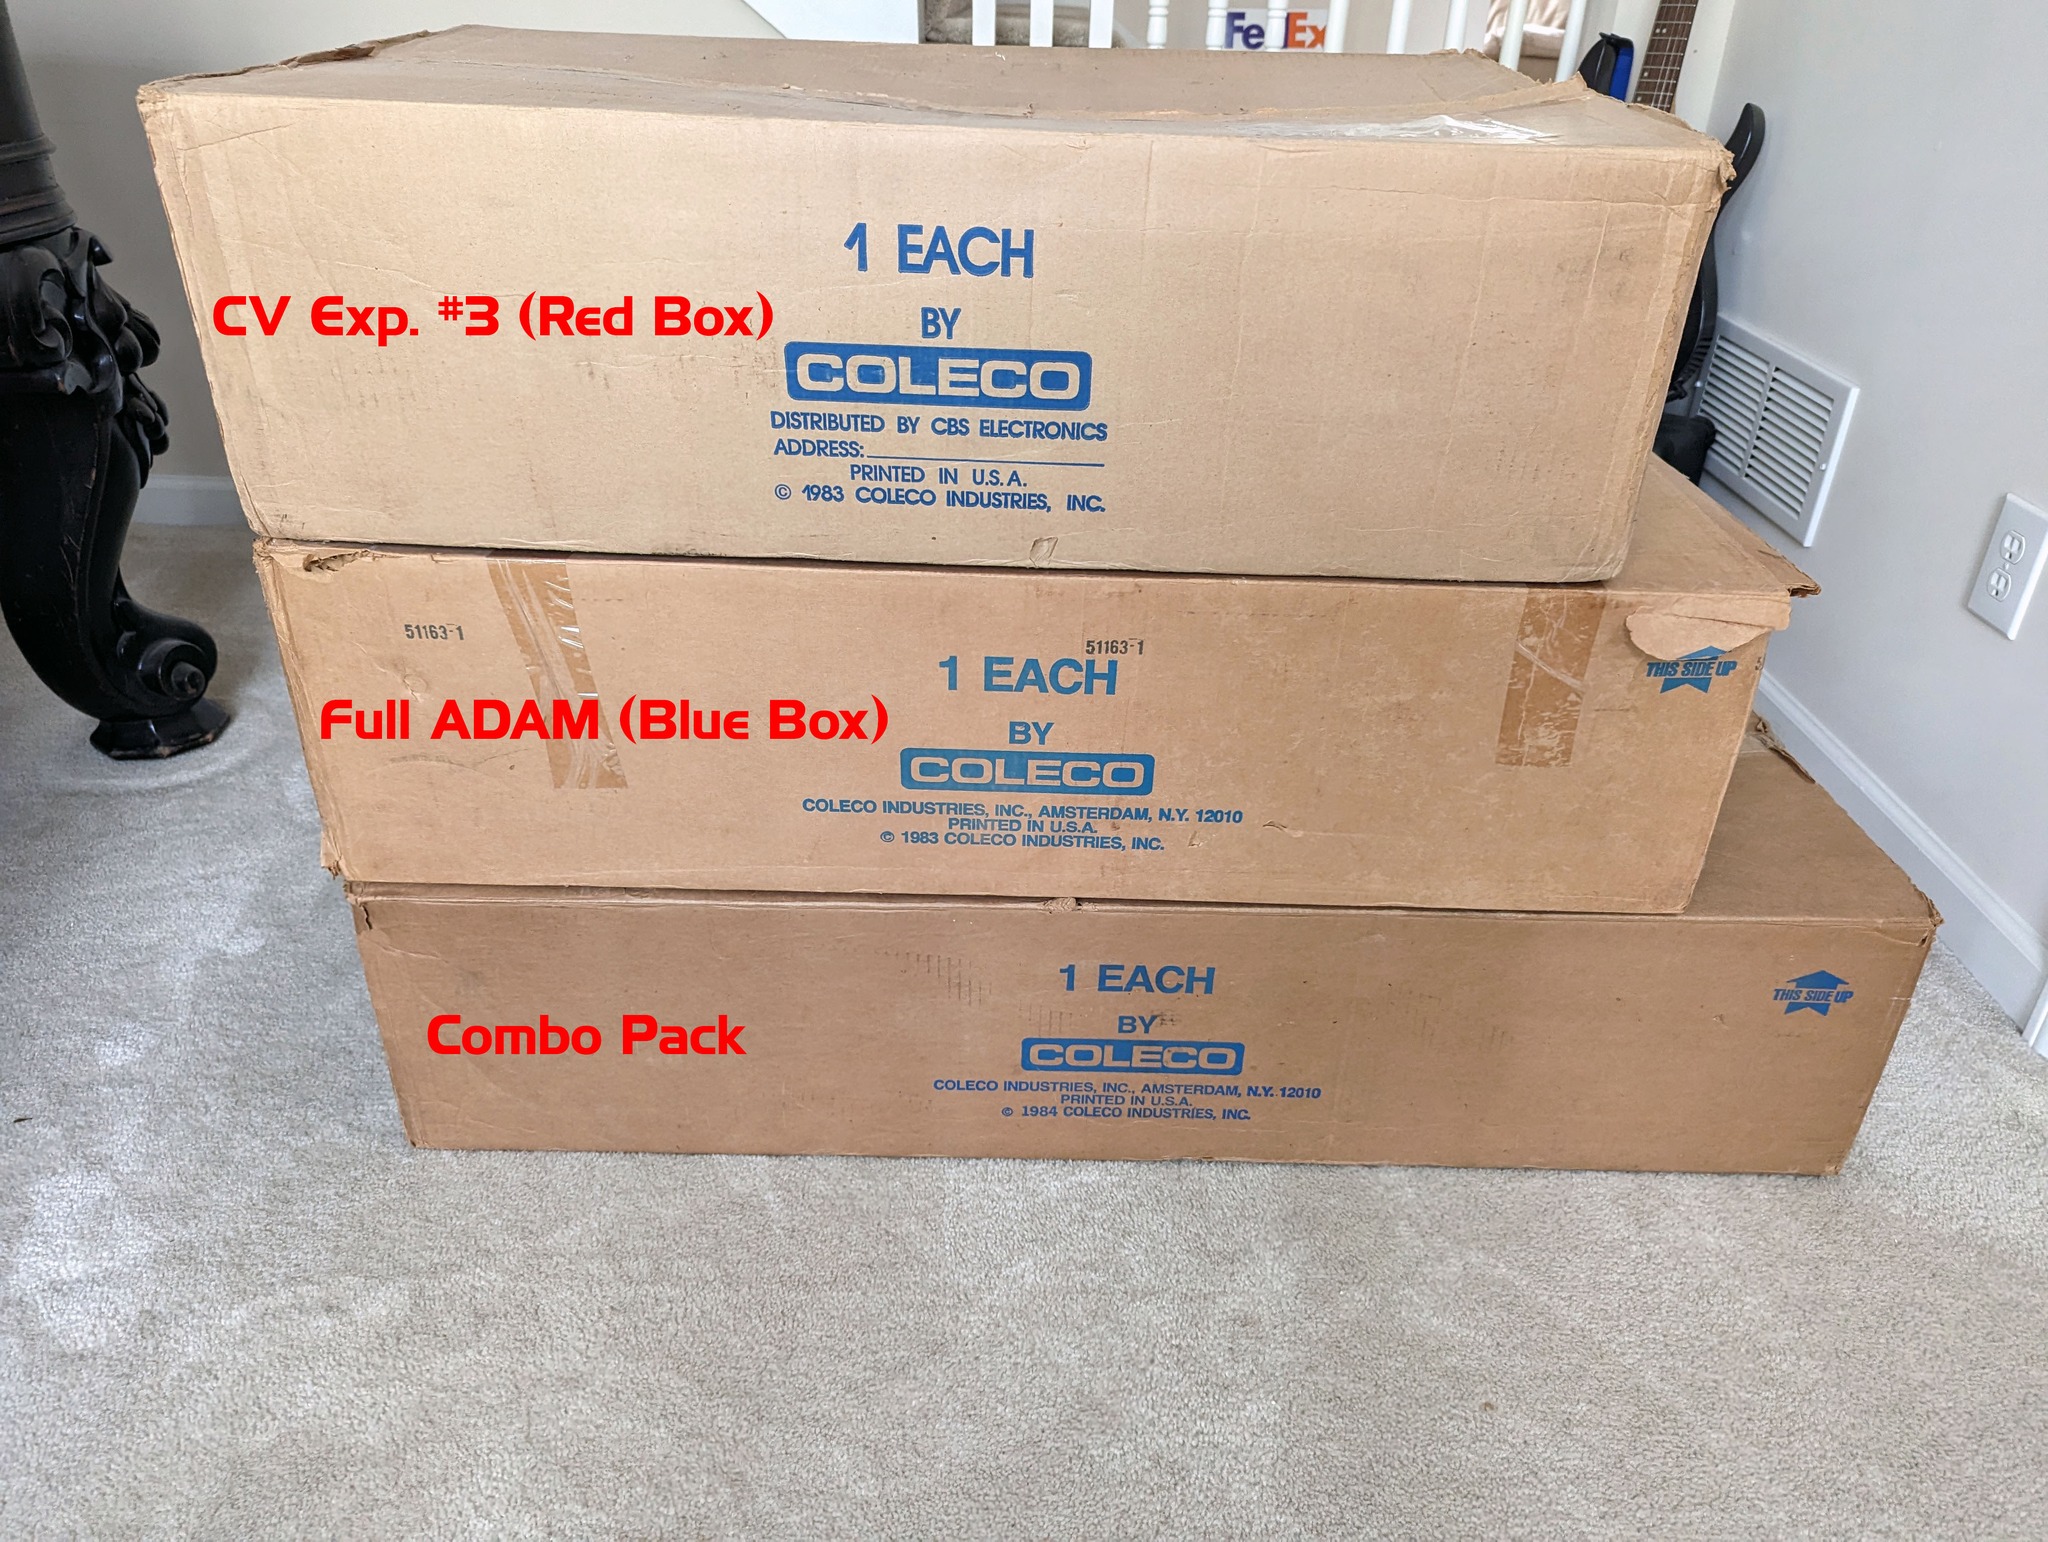 FedEx
1 EACH
CV Exp. #3 (Red Box)
BY
COLECO
DISTRIBUTED BY CBS ELECTRONICS
ADDRESS:
PRINTED IN U.S.A.
© 1983 COLECO INDUSTRIES, INC.
51163-1
51163-1
1 EACH
THIS SIDE UP
Full ADAM (Blue Box)
BY
COLECO
COLECO INDUSTRIES, INC., AMSTERDAM, N.Y. 12010
PRINTED IN U.S.A.
© 1983 COLECO INDUSTRIES, INC.
1 EACH
THIS SIDE UP
Combo Pack
BY
COLECO
COLECO INDUSTRIES, INC., AMSTERDAM, N.Y. 12010
PRINTED IN U.S.A.
© 1984 COLECO INDUSTRIES, INC.